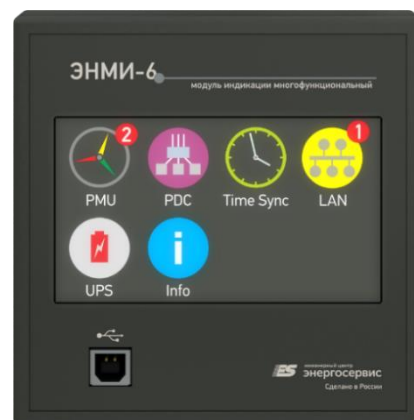 ЭНМИ-6
модуль индикации многофункциональный
2
1
PMU
PDC
Time Sync
LAN
UPS
Info
ES
инженерный центр
энергосервис
Сделано в России